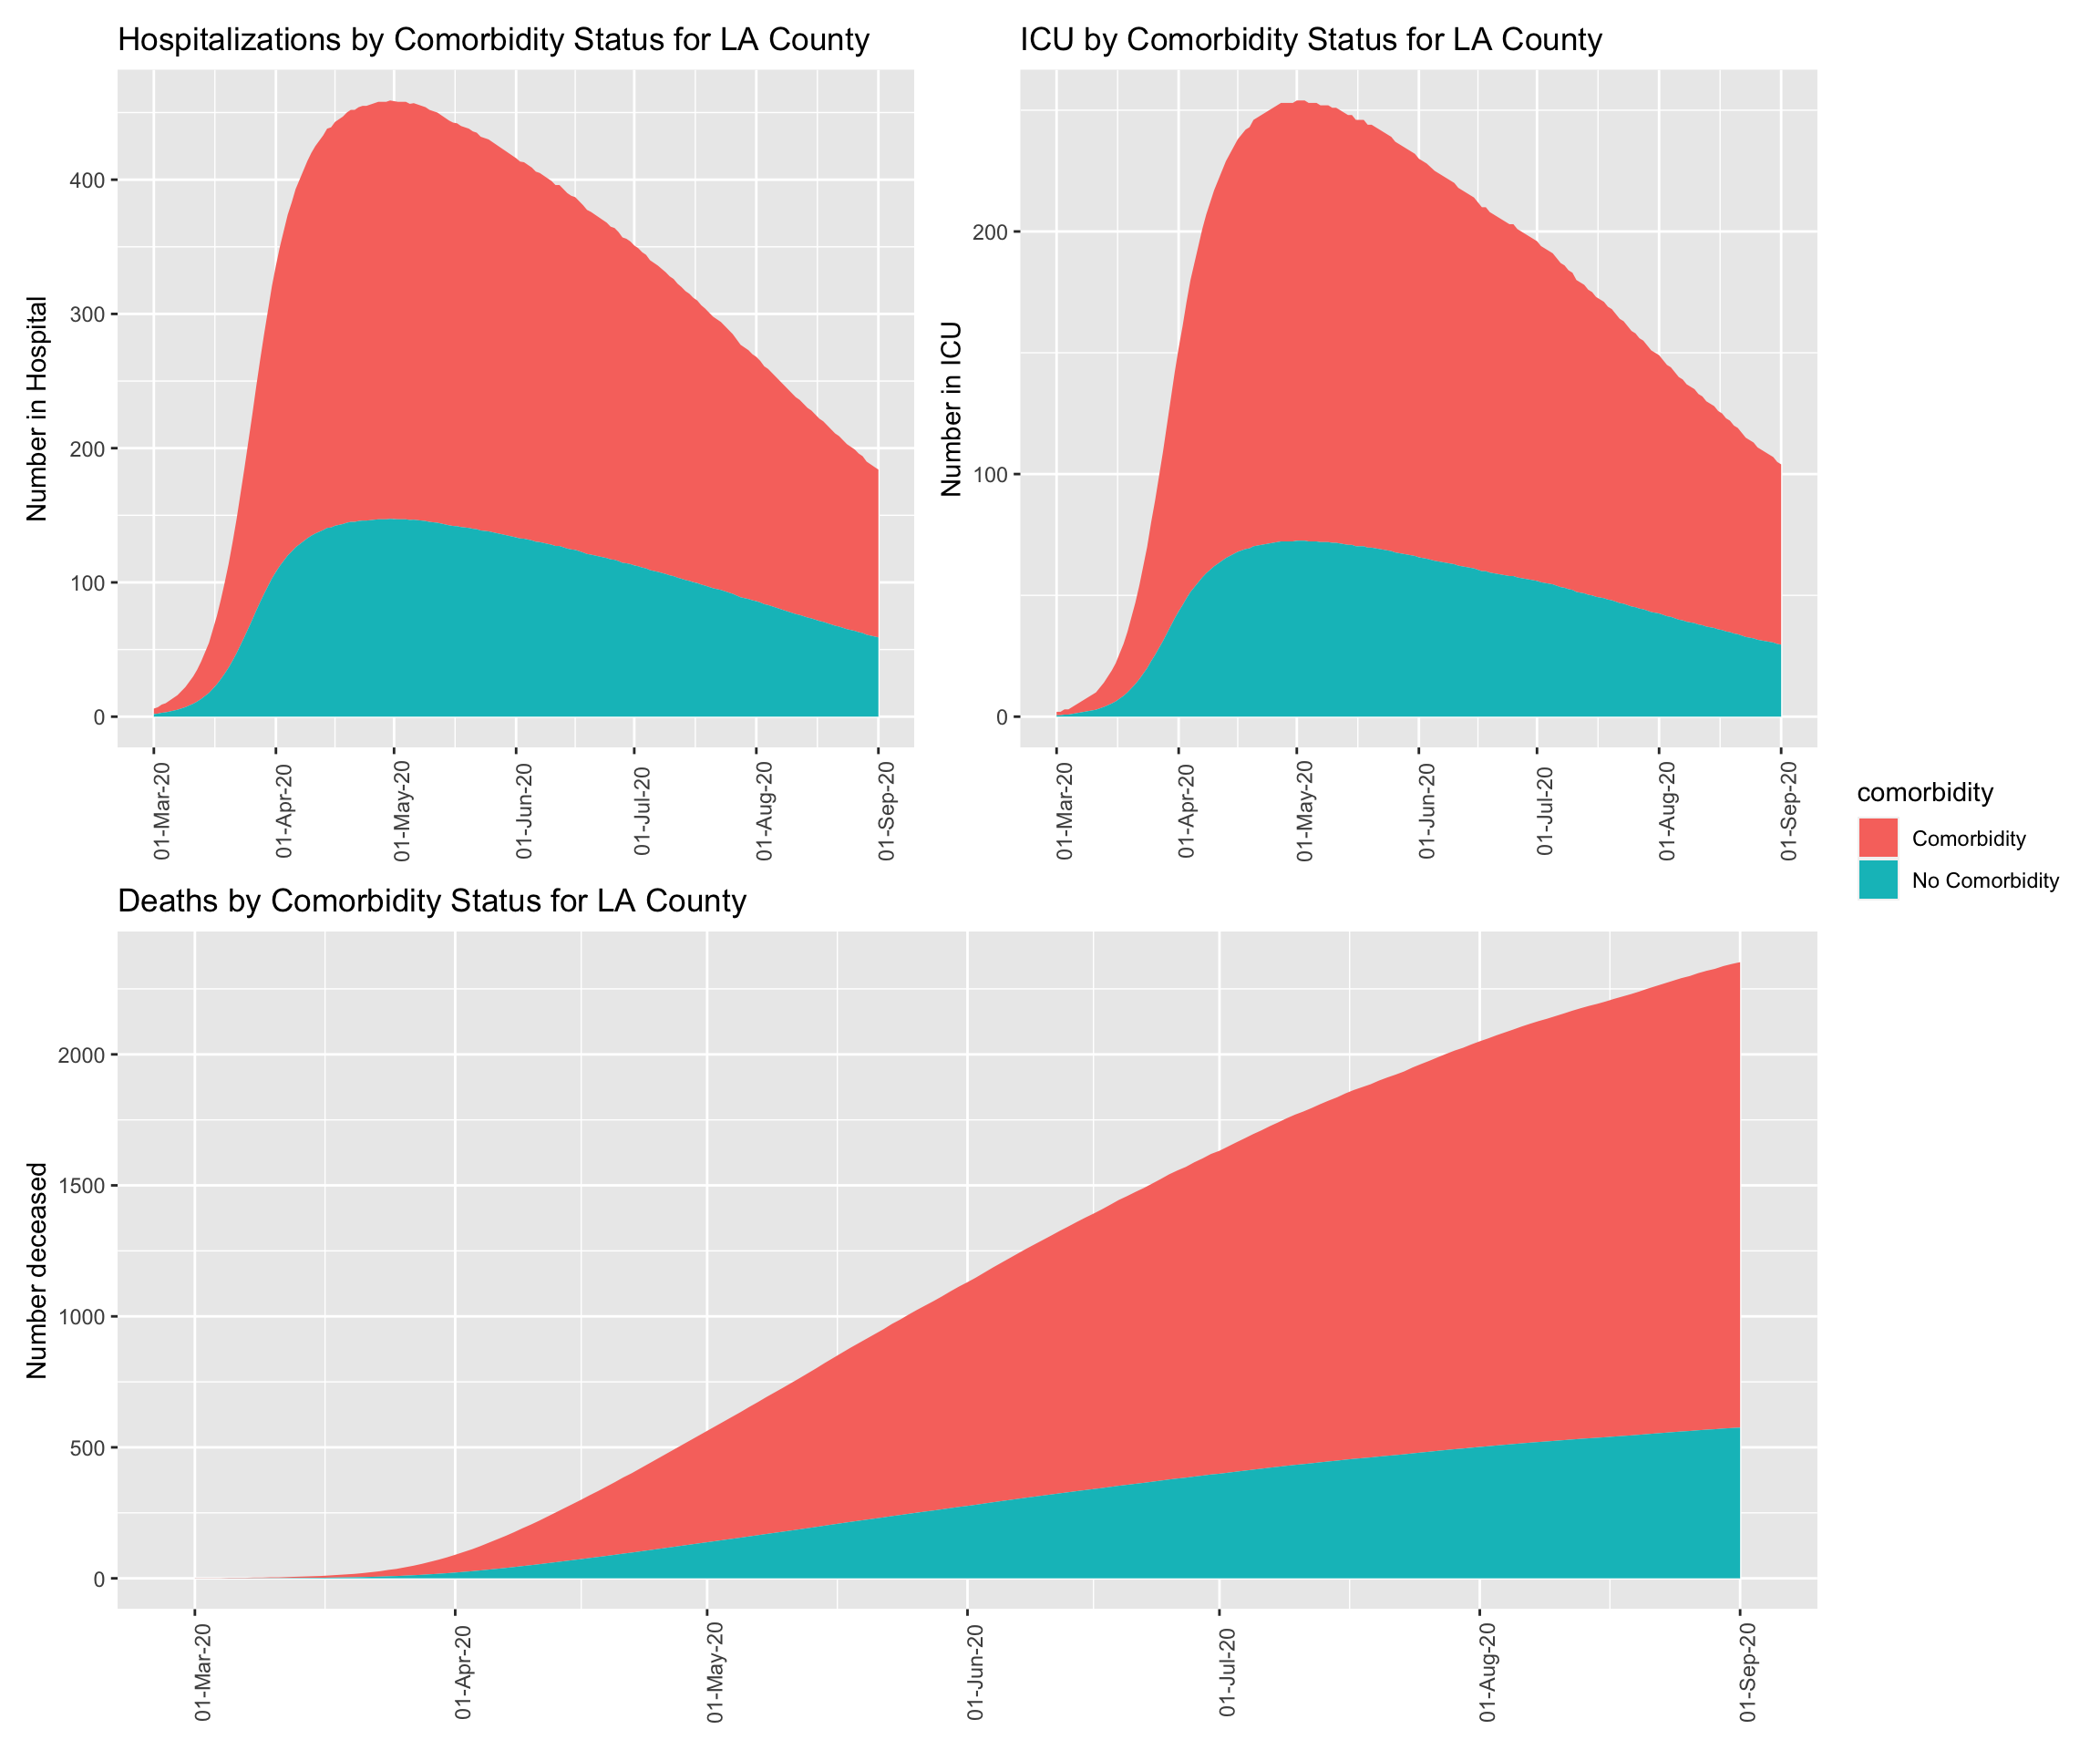 Hospitalizations by Comorbidity Status for LA County
Number in Hospital
400
300
200
100
0
01-Mar-20
01-Apr-20
01-May-20
01-Jun-20
01-Jul-20
01-Aug-20
01-Sep-20
ICU by Comorbidity Status for LA County
Number in ICU
200
100
0
01-Mar-20
01-Apr-20
01-May-20
01-Jun-20
01-Jul-20
01-Aug-20
01-Sep-20
comorbidity
Comorbidity
No Comorbidity
Deaths by Comorbidity Status for LA County
Number deceased
2000
1500
1000
500
0
01-Mar-20
01-Apr-20
01-May-20
01-Jun-20
01-Jul-20
01-Aug-20
01-Sep-20